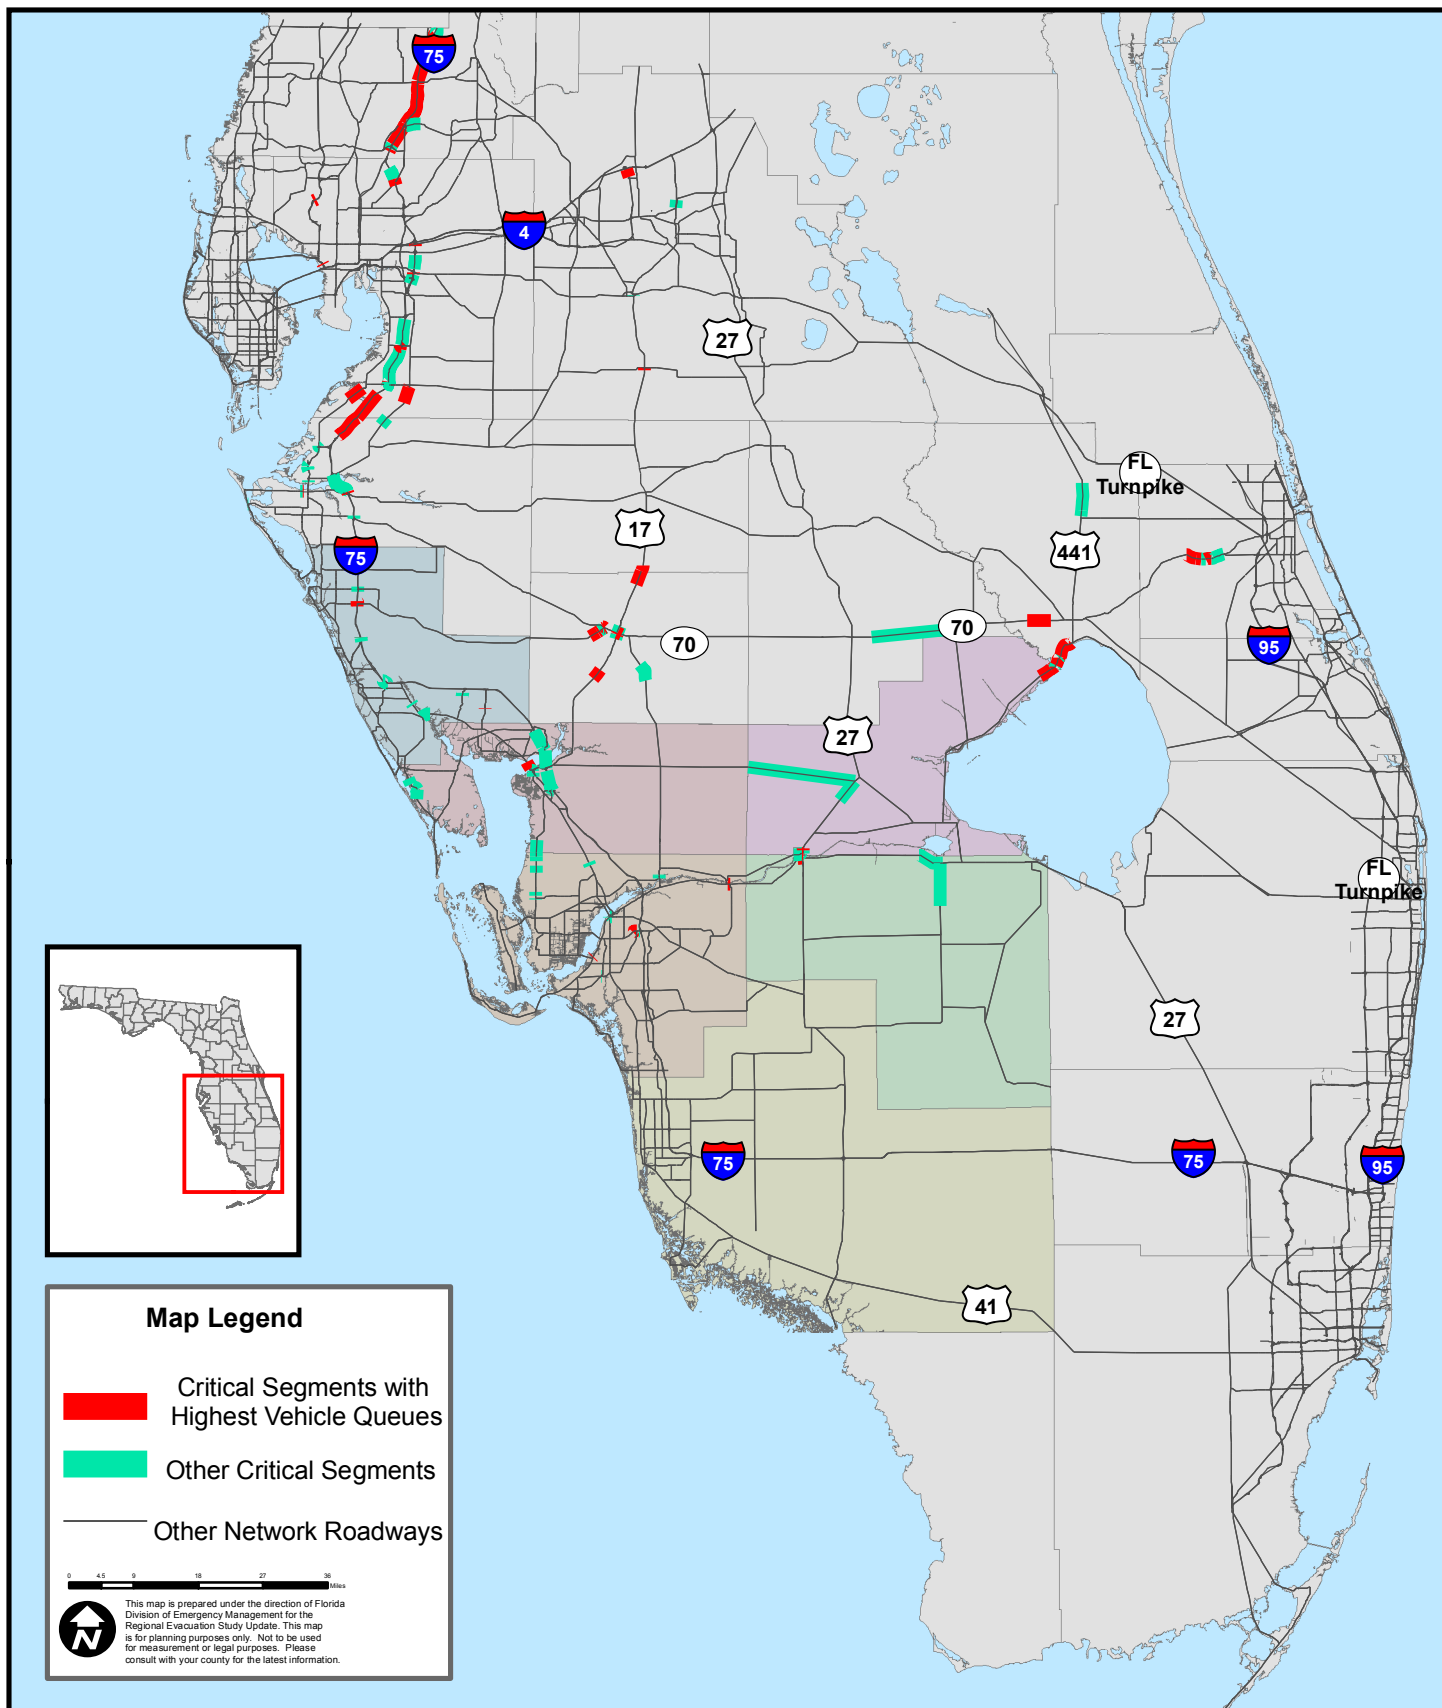 75
4
27
FL
Turnpike
17
441
75
95
70
70
27
FL
Turnpike
27
75
75
95
41
Map Legend
Critical Segments with
Highest Vehicle Queues
Other Critical Segments
Other Network Roadways
0 4.5 9 18 27 36
Miles
This map is prepared under the direction of Florida
Division of Emergency Management for the
Regional Evacuation Study Update. This map
is for planning purposes only. Not to be used
for measurement or legal purposes. Please
consult with your county for the latest information.
N